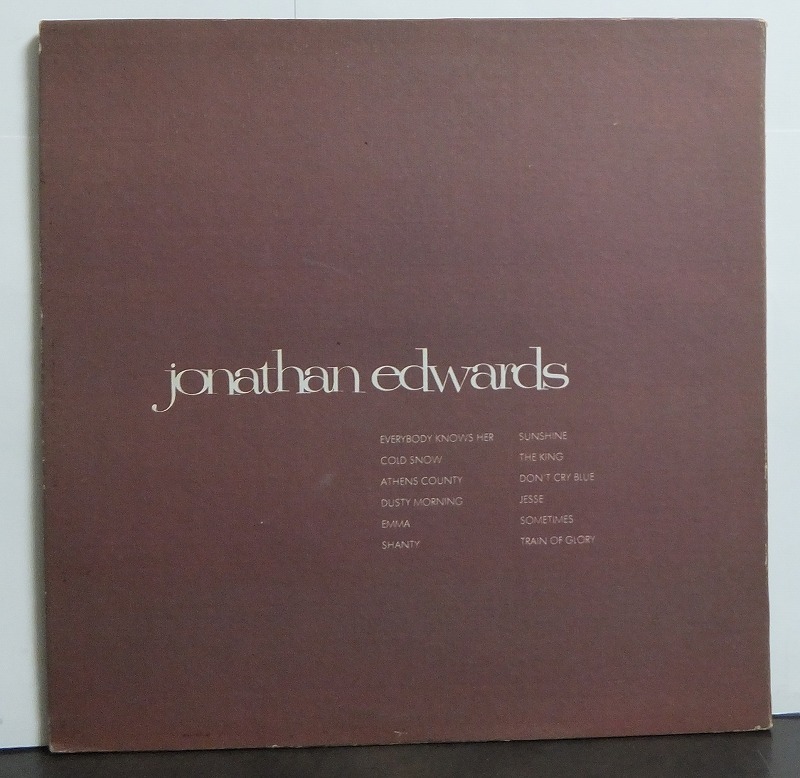 jonathan edwards
EVERYBODY KNOWS HER
COLD SNOW
ATHENS COUNTY
DUSTY MORNING
EMMA
SHANTY
SUNSHINE
THE KING
DON'T CRY BLUE
JESSE
SOMETIMES
TRAIN OF GLORY